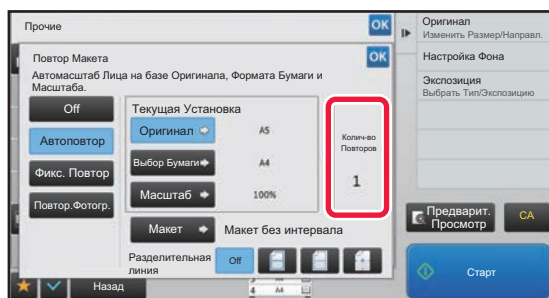 Прочие
OK
Повтор Макета
OK
Автомасштаб Лица на базе Оригинала, Формата Бумаги и
Масштаба.
Off
Автоповтор
Фикс. Повтор
Повтор.Фотогр.
Текущая Установка
Оригинал
A5
Выбор Бумаги
A4
Масштаб
100%
Колич-во
Повторов
1
Макет
Макет без интервала
Разделительная
линия
Off
Назад
4
A4
Оригинал
Изменить Размер/Направл.
Настройка Фона
Экспозиция
Выбрать Тип/Экспозицию
Предварит.
Просмотр
CA
Старт